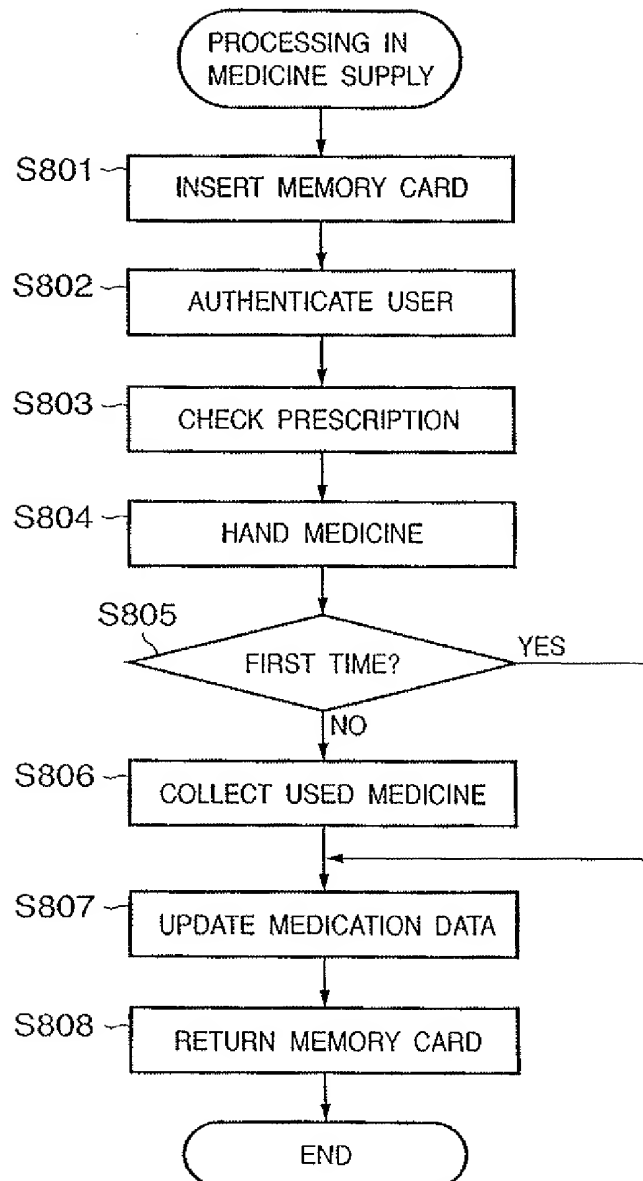 PROCESSING IN
MEDICINE SUPPLY
S801
INSERT MEMORY CARD
S802
AUTHENTICATE USER
S803
CHECK PRESCRIPTION
S804
HAND MEDICINE
S805
FIRST TIME?
YES
NO
S806
COLLECT USED MEDICINE
S807
UPDATE MEDICATION DATA
S808
RETURN MEMORY CARD
END